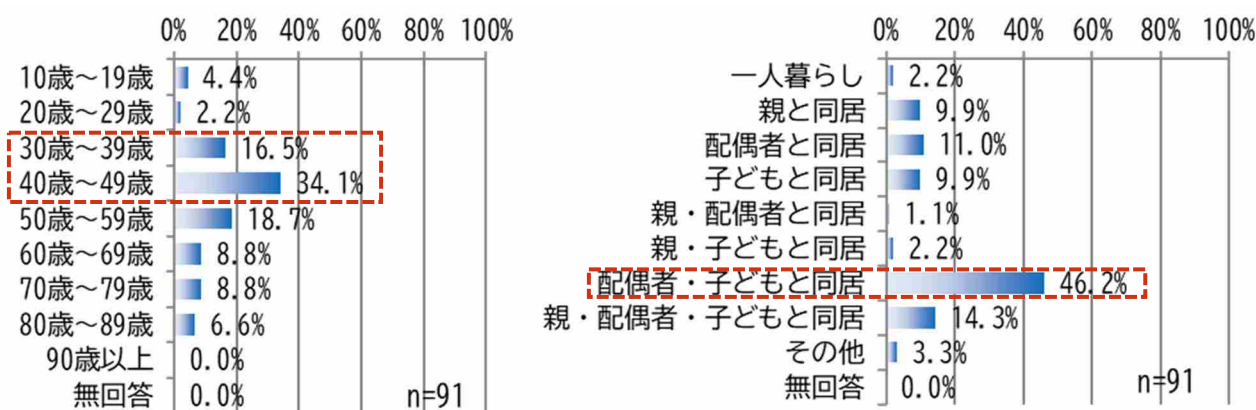 0% 20% 40% 60% 80% 100%
10歳～19歳 4.4%
20歳～29歳 2.2%
30歳～39歳 16.5%
40歳～49歳 34.1%
50歳～59歳 18.7%
60歳～69歳 8.8%
70歳～79歳 8.8%
80歳～89歳 6.6%
90歳以上 0.0%
無回答 0.0%
n=91
0% 20% 40% 60% 80% 100%
一人暮らし 2.2%
親と同居 9.9%
配偶者と同居 11.0%
子どもと同居 9.9%
親・配偶者と同居 1.1%
親・子どもと同居 2.2%
配偶者・子どもと同居 46.2%
親・配偶者・子どもと同居 14.3%
その他 3.3%
無回答 0.0%
n=91